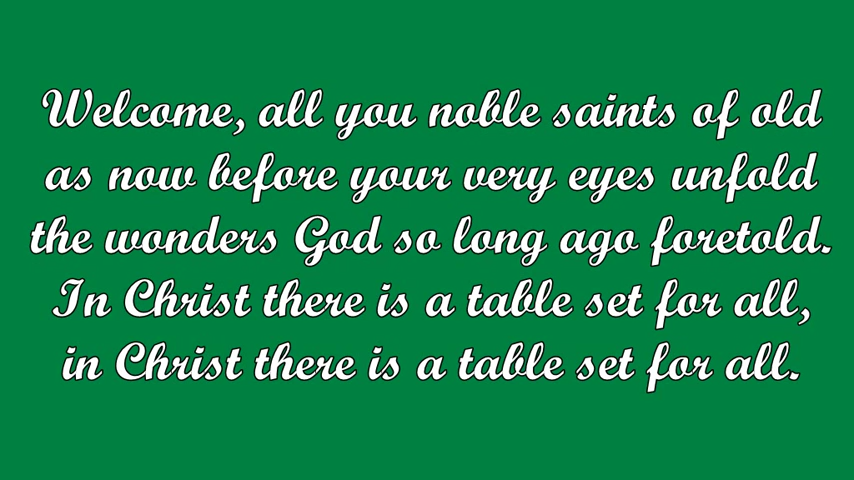 Welcome, all you noble saints of old
as now before your very eyes unfold
the wonders God so long ago foretold.
In Christ there is a table set for all,
in Christ there is a table set for all.